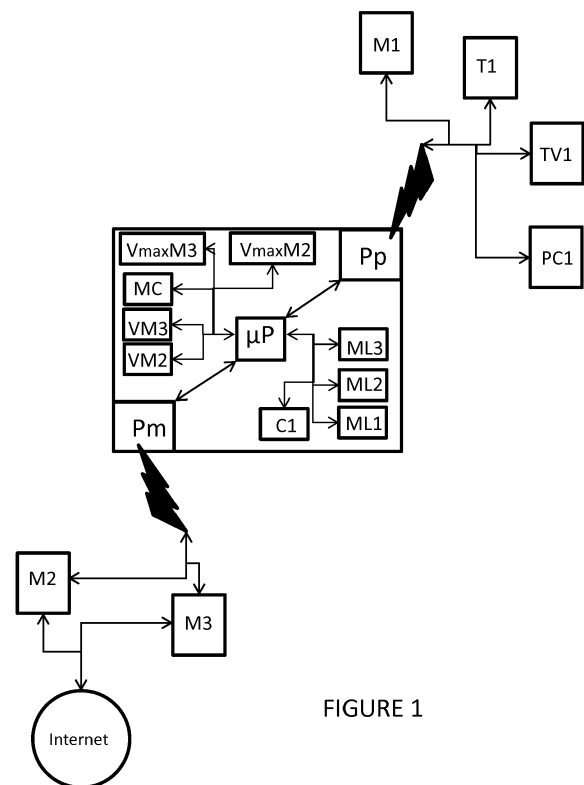 M1
T1
TV1
PC1
VmaxM3
VmaxM2
Pp
MC
VM3
VM2
µP
ML3
ML2
ML1
C1
Pm
M2
M3
Internet
FIGURE 1